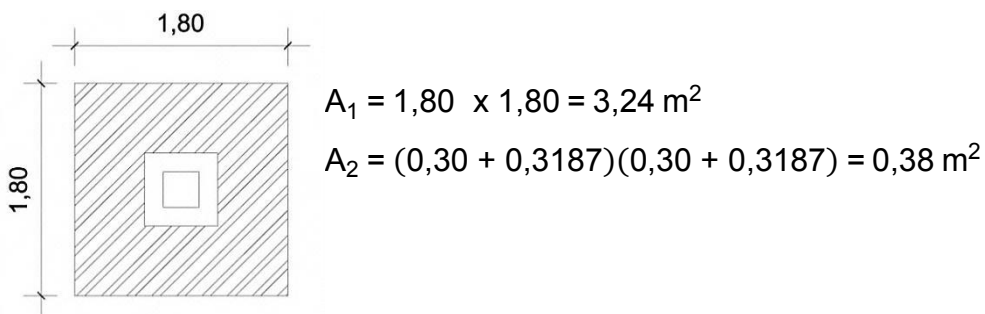 1,80
A₁ = 1,80 x 1,80 = 3,24 m²
A₂ = (0,30 + 0,3187)(0,30 + 0,3187) = 0,38 m²
1,80